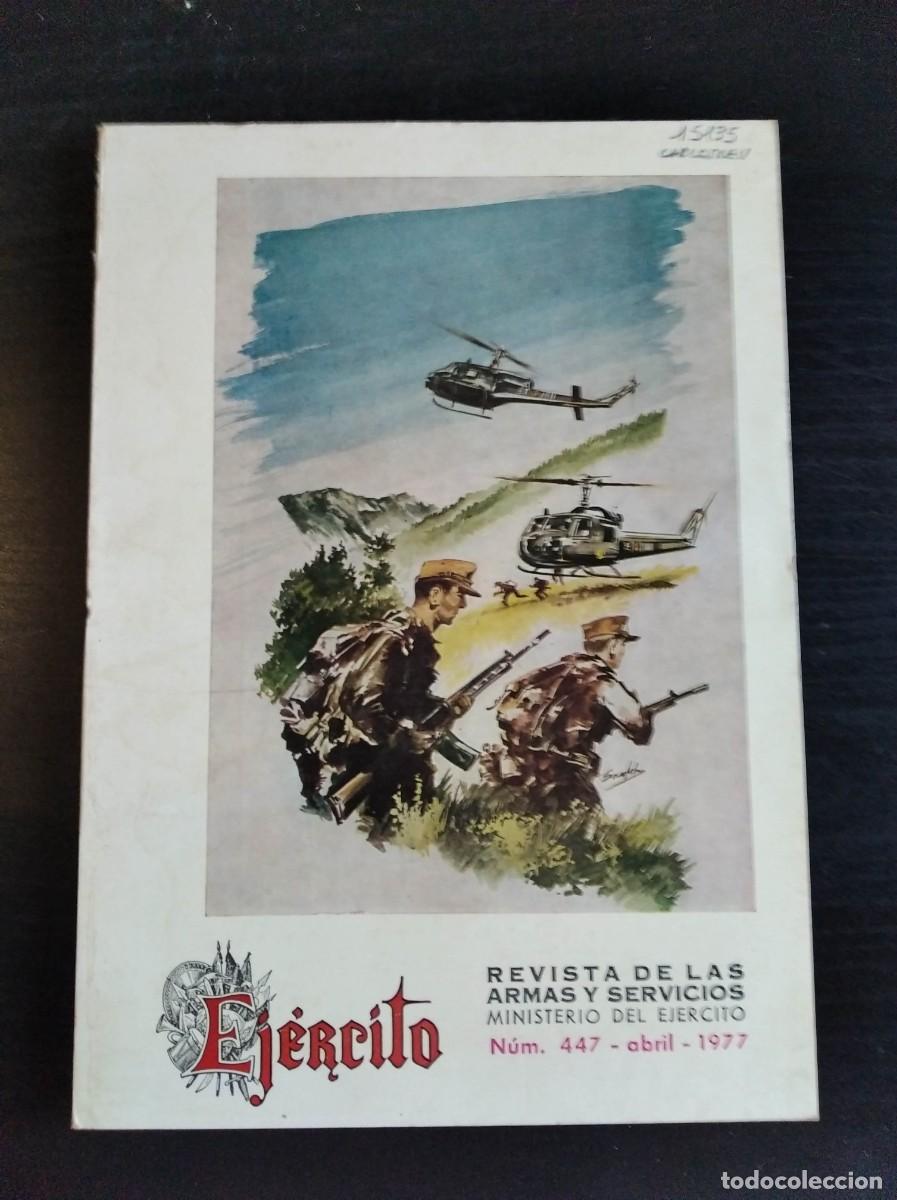 15135
Ejército
REVISTA DE LAS
ARMAS Y SERVICIOS
MINISTERIO DEL EJERCITO
Núm. 447 - abril - 1977
todocoleccion